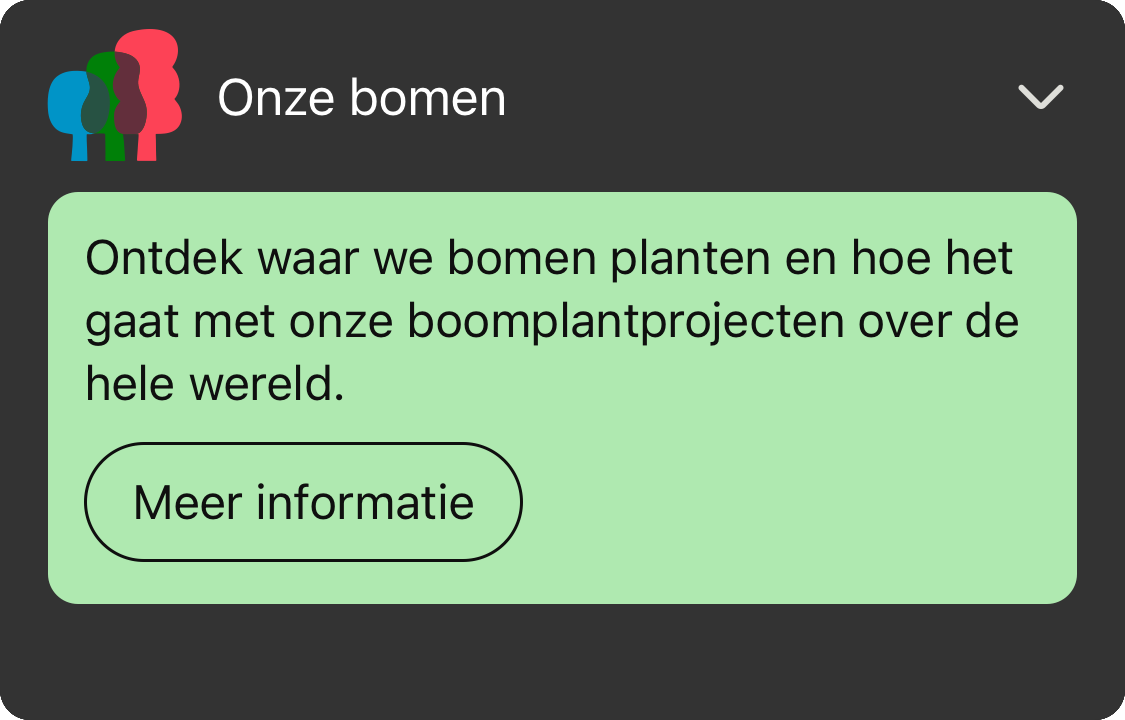 Onze bomen
Ontdek waar we bomen planten en hoe het
gaat met onze boomplantprojecten over de
hele wereld.
Meer informatie